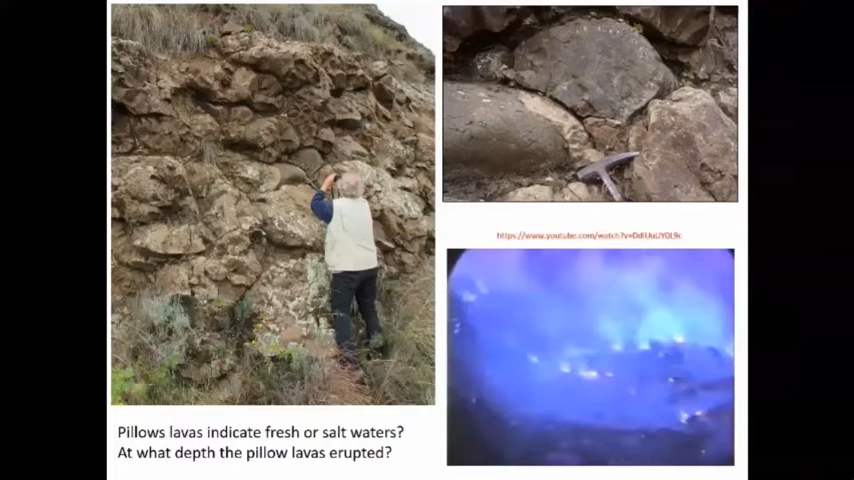 https://www.youtube.com/watch?v=DdIUuUY0L9c
Pillows lavas indicate fresh or salt waters?
At what depth the pillow lavas erupted?